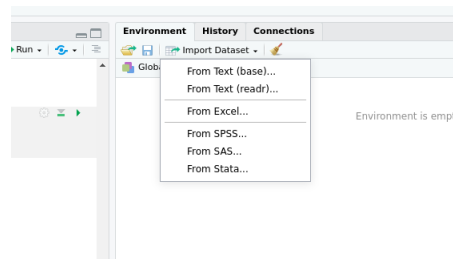 Environment History Connections
Run Import Dataset
Globa
From Text (base)...
From Text (readr)...
From Excel...
Environment is empt
From SPSS...
From SAS...
From Stata...